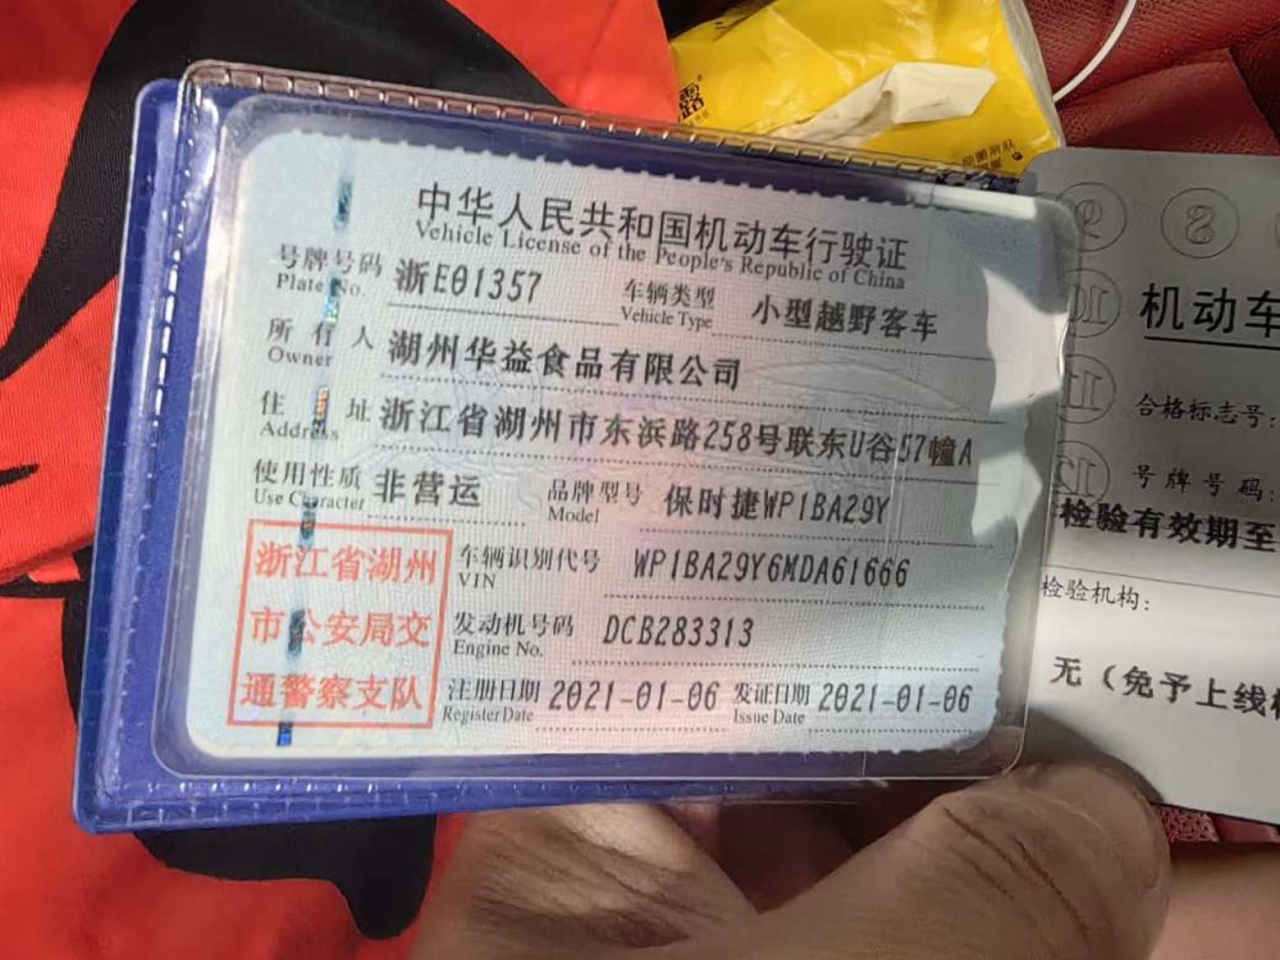 中华人民共和国机动车行驶证
Vehicle License of the People's Republic of China
号牌号码 浙E01357 车辆类型 小型越野客车
Plate No. Vehicle Type
所有人 湖州华益食品有限公司
Owner
住址 浙江省湖州市东浜路258号联东U谷57幢A
Address
使用性质 非营运 品牌型号 保时捷WP1BA29Y
Use Character Model
浙江省湖州
市公安局交
通警察支队
车辆识别代号 WP1BA29Y6MDA61666
VIN
发动机号码 DCB283313
Engine No.
注册日期 2021-01-06 发证日期 2021-01-06
Register Date Issue Date
9 8
10
11
12
机动车
合格标志号:
号牌号码:
检验有效期至
检验机构:
无（免予上线